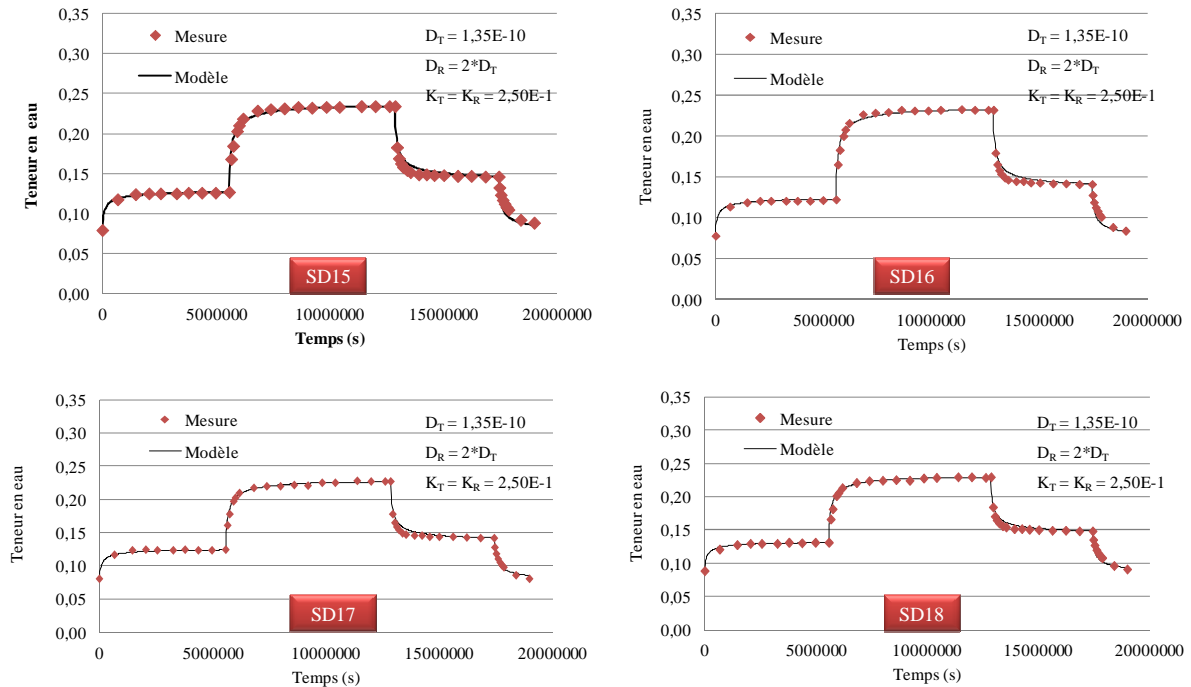 0,35
Mesure
D_T = 1,35E-10
0,30
D_R = 2*D_T
Modèle
0,25
K_T = K_R = 2,50E-1
0,20
0,15
0,10
0,05
0,00
Teneur en eau
SD15
0 5000000 10000000 15000000 20000000
Temps (s)
0,35
Mesure
D_T = 1,35E-10
0,30
D_R = 2*D_T
Modèle
0,25
K_T = K_R = 2,50E-1
0,20
0,15
0,10
0,05
0,00
Teneur en eau
SD16
0 5000000 10000000 15000000 20000000
Temps (s)
0,35
Mesure
D_T = 1,35E-10
0,30
Modèle
D_R = 2*D_T
0,25
K_T = K_R = 2,50E-1
0,20
0,15
0,10
0,05
0,00
Teneur en eau
SD17
0 5000000 10000000 15000000 20000000
Temps (s)
0,35
Mesure
D_T = 1,35E-10
0,30
Modèle
D_R = 2*D_T
0,25
K_T = K_R = 2,50E-1
0,20
0,15
0,10
0,05
0,00
Teneur en eau
SD18
0 5000000 10000000 15000000 20000000
Temps (s)